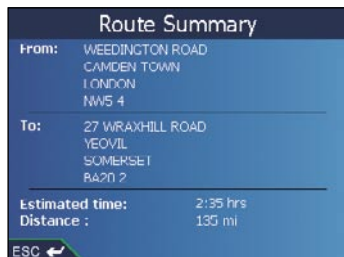 Route Summary
From: WEEDINGTON ROAD
CAMDEN TOWN
LONDON
NW5 4
To: 27 WRAXHILL ROAD
YEOVIL
SOMERSET
BA20 2
Estimated time: 2:35 hrs
Distance : 135 mi
ESC